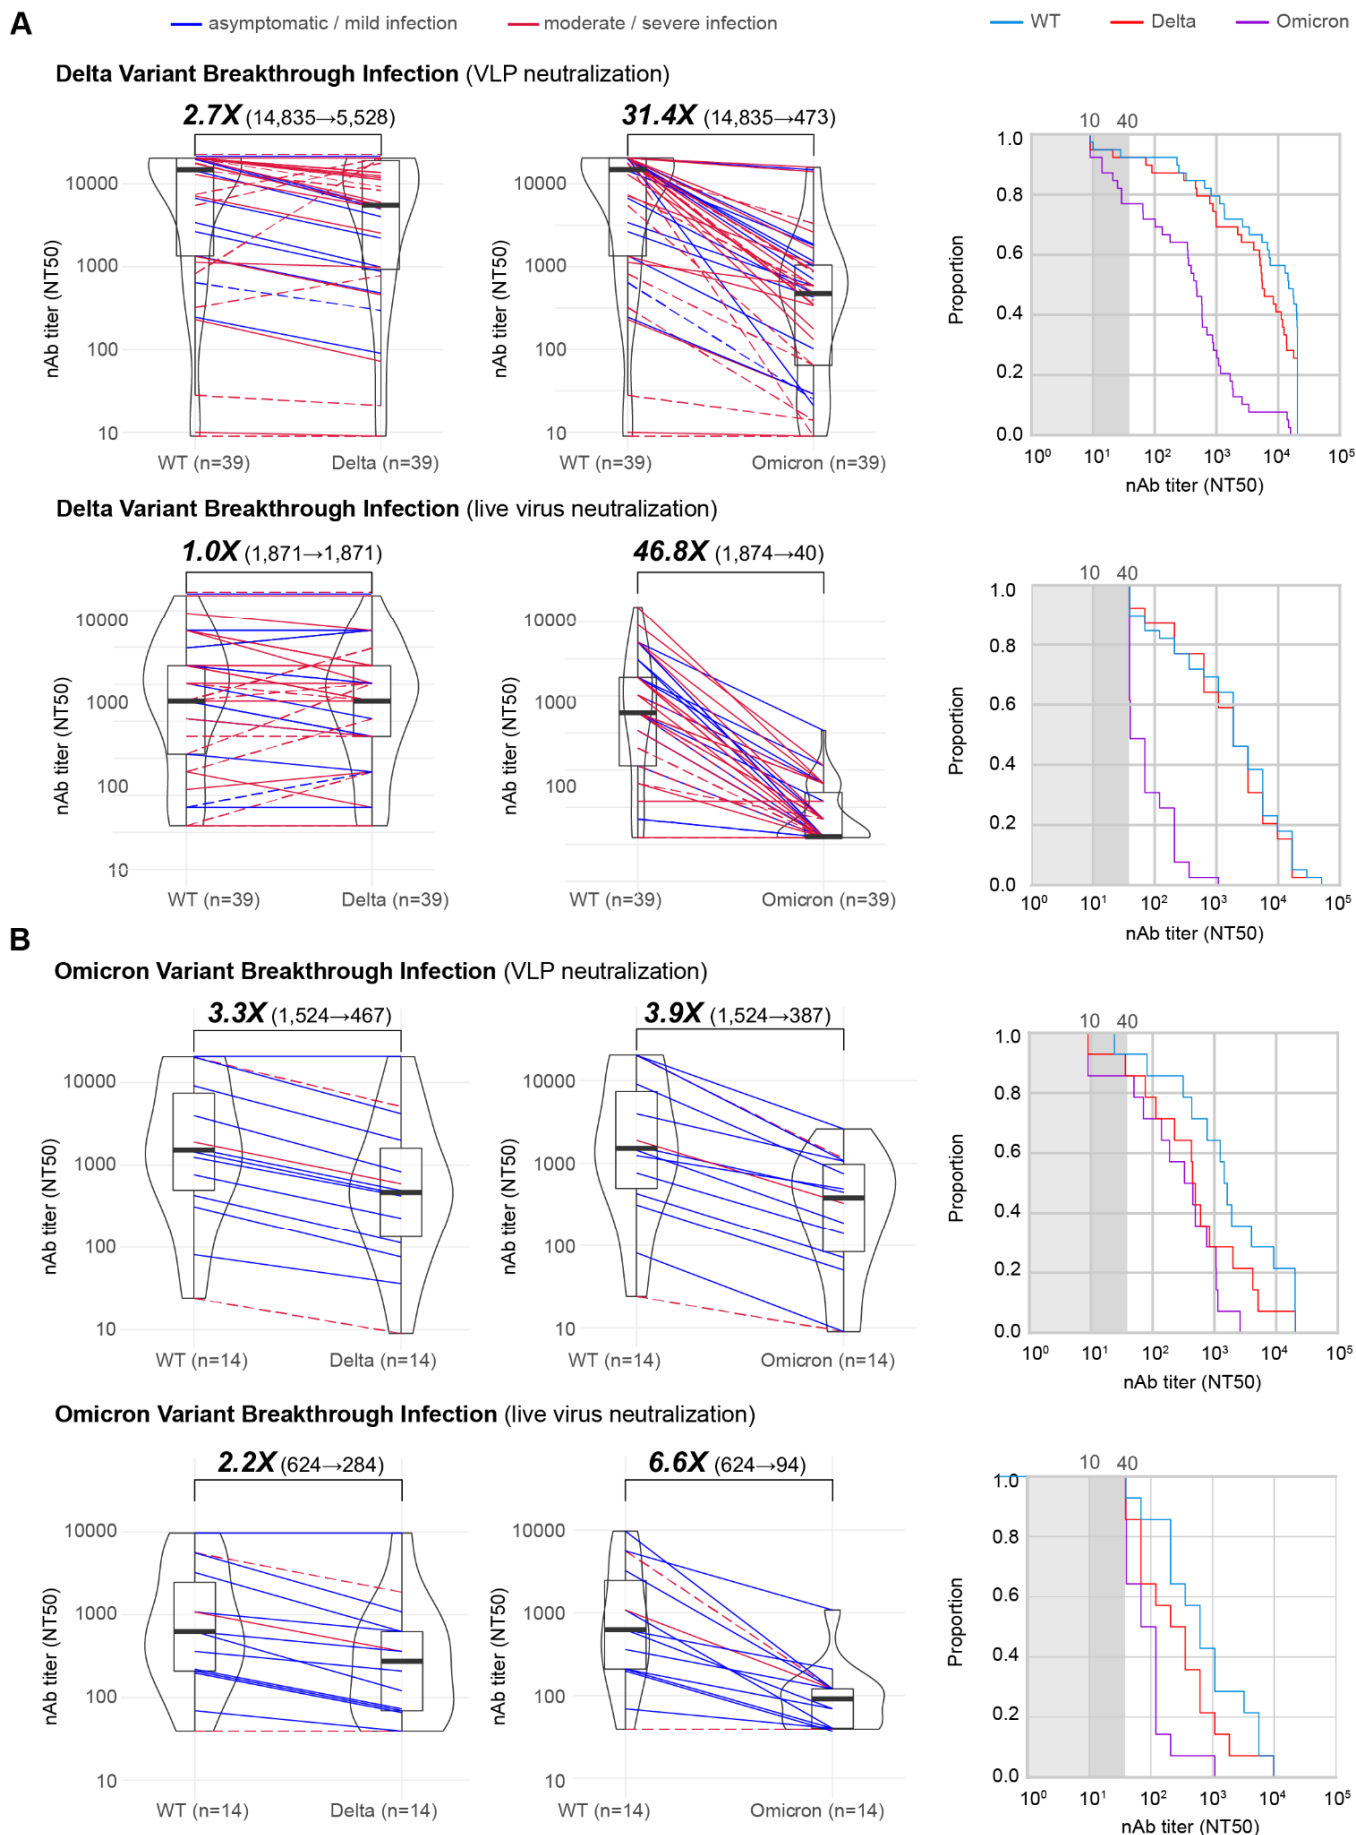 A
asymptomatic / mild infection
moderate / severe infection
WT
Delta
Omicron
Delta Variant Breakthrough Infection (VLP neutralization)
2.7X (14,835→5,528)
nAb titer (NT50)
10000
1000
100
10
WT (n=39)
Delta (n=39)
31.4X (14,835→473)
nAb titer (NT50)
10000
1000
100
10
WT (n=39)
Omicron (n=39)
10 40
Proportion
1.0
0.8
0.6
0.4
0.2
0.0
10⁰ 10¹ 10² 10³ 10⁴ 10⁵
nAb titer (NT50)
Delta Variant Breakthrough Infection (live virus neutralization)
1.0X (1,871→1,871)
nAb titer (NT50)
10000
1000
100
10
WT (n=39)
Delta (n=39)
46.8X (1,874→40)
nAb titer (NT50)
10000
1000
100
10
WT (n=39)
Omicron (n=39)
10 40
Proportion
1.0
0.8
0.6
0.4
0.2
0.0
10⁰ 10¹ 10² 10³ 10⁴ 10⁵
nAb titer (NT50)
B
Omicron Variant Breakthrough Infection (VLP neutralization)
3.3X (1,524→467)
nAb titer (NT50)
10000
1000
100
10
WT (n=14)
Delta (n=14)
3.9X (1,524→387)
nAb titer (NT50)
10000
1000
100
10
WT (n=14)
Omicron (n=14)
10 40
Proportion
1.0
0.8
0.6
0.4
0.2
0.0
10⁰ 10¹ 10² 10³ 10⁴ 10⁵
nAb titer (NT50)
Omicron Variant Breakthrough Infection (live virus neutralization)
2.2X (624→284)
nAb titer (NT50)
10000
1000
100
10
WT (n=14)
Delta (n=14)
6.6X (624→94)
nAb titer (NT50)
10000
1000
100
10
WT (n=14)
Omicron (n=14)
10 40
Proportion
1.0
0.8
0.6
0.4
0.2
0.0
10⁰ 10¹ 10² 10³ 10⁴ 10⁵
nAb titer (NT50)